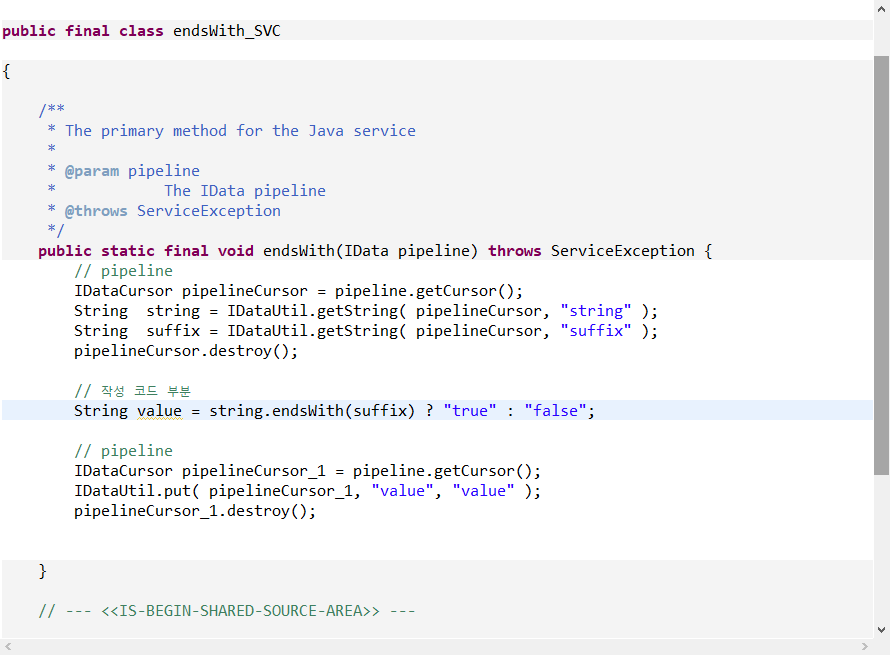 public final class endsWith_SVC
{
/**
* The primary method for the Java service
*
* @param pipeline
* The IData pipeline
* @throws ServiceException
*/
public static final void endsWith(IData pipeline) throws ServiceException {
// pipeline
IDataCursor pipelineCursor = pipeline.getCursor();
String  string = IDataUtil.getString( pipelineCursor, "string" );
String  suffix = IDataUtil.getString( pipelineCursor, "suffix" );
pipelineCursor.destroy();
// 작성 코드 부분
String value = string.endsWith(suffix) ? "true" : "false";
// pipeline
IDataCursor pipelineCursor_1 = pipeline.getCursor();
IDataUtil.put( pipelineCursor_1, "value", "value" );
pipelineCursor_1.destroy();
}
// --- <<IS-BEGIN-SHARED-SOURCE-AREA>> ---